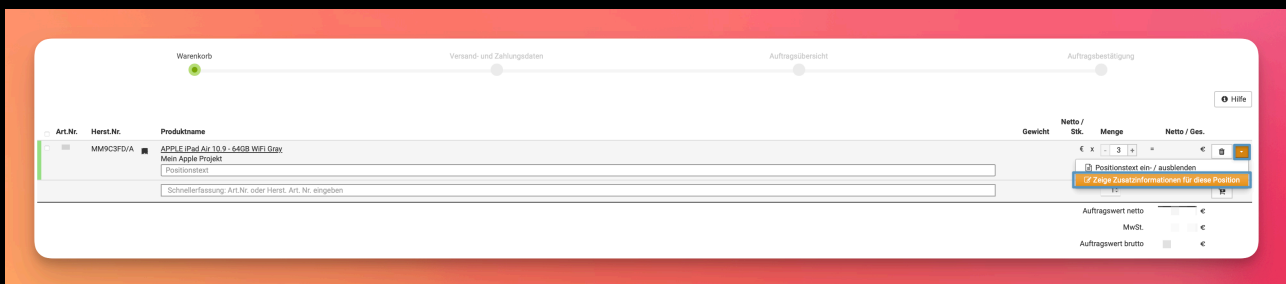 Warenkorb
Versand- und Zahlungsdaten
Auftragsübersicht
Auftragsbestätigung
Hilfe
Art.Nr. Herst.Nr. Produktname Gewicht Netto / Stk. Menge Netto / Ges.
MM9C3FD/A APPLE iPad Air 10.9 - 64GB WiFi Gray € x - 3 + = €
Mein Apple Projekt
Positionstext
Positionstext ein- / ausblenden
Zeige Zusatzinformationen für diese Position
Schnellerfassung: Art.Nr. oder Herst. Art. Nr. eingeben
Auftragswert netto €
MwSt. €
Auftragswert brutto €